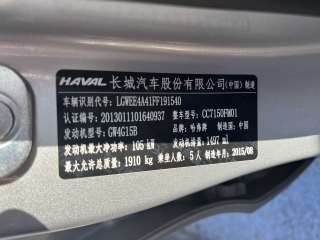 HAVAL 长城汽车股份有限公司(中国)制造
车辆识别代号: LGWEE4A41FF191540
认证编号: 2013011101640937 整车型号: CC7150FM01
发动机型号: GW4G15B 品牌: 哈弗牌 制造国: 中国
发动机最大净功率: 105 kW 发动机排量: 1497 ml
最大允许总质量: 1910 kg 乘坐人数: 5人 制造年月: 2015/08